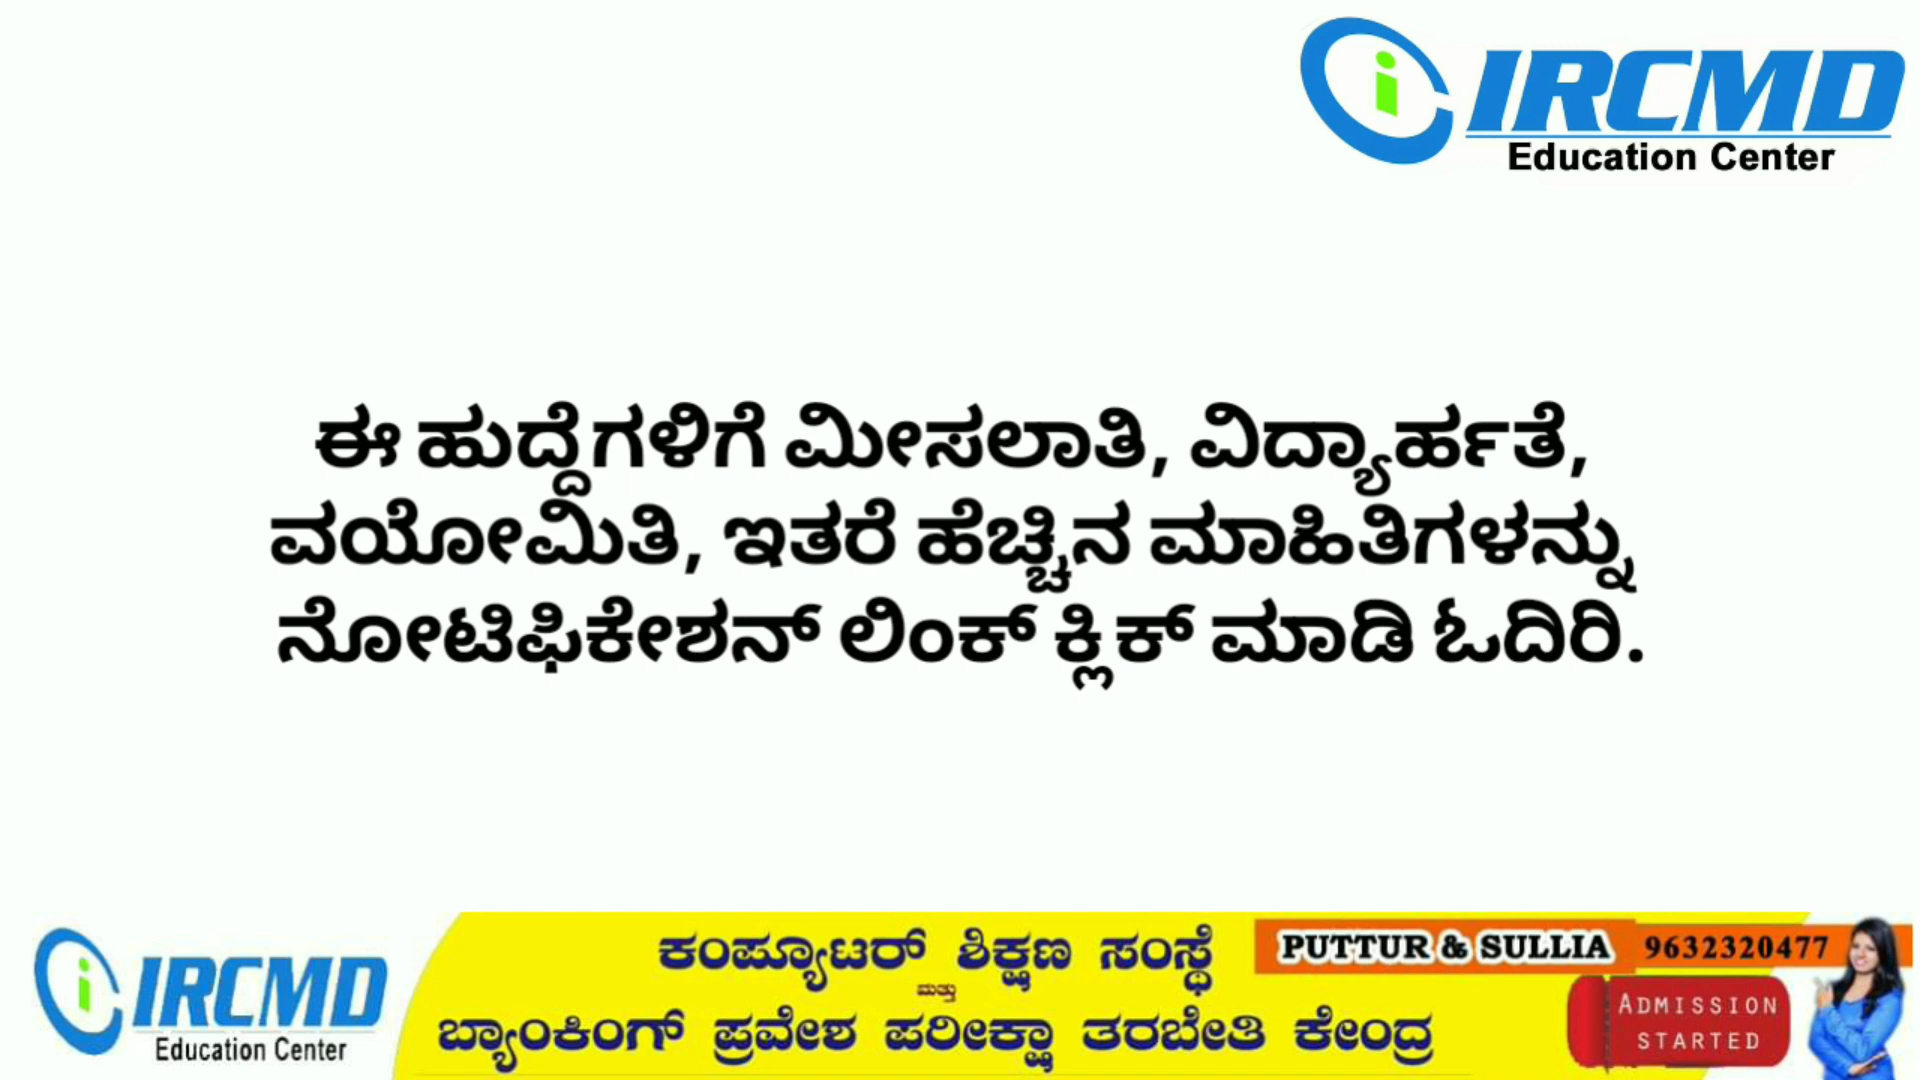 IRCMD
Education Center
ಈ ಹುದ್ದೆಗಳಿಗೆ ಮೀಸಲಾತಿ, ವಿದ್ಯಾರ್ಹತೆ,
ವಯೋಮಿತಿ, ಇತರೆ ಹೆಚ್ಚಿನ ಮಾಹಿತಿಗಳನ್ನು
ನೋಟಿಫಿಕೇಶನ್ ಲಿಂಕ್ ಕ್ಲಿಕ್ ಮಾಡಿ ಓದಿರಿ.
IRCMD
Education Center
ಕಂಪ್ಯೂಟರ್ ಶಿಕ್ಷಣ ಸಂಸ್ಥೆ
ಮತ್ತು
ಬ್ಯಾಂಕಿಂಗ್ ಪ್ರವೇಶ ಪರೀಕ್ಷಾ ತರಬೇತಿ ಕೇಂದ್ರ
PUTTUR & SULLIA 9632320477
ADMISSION
STARTED